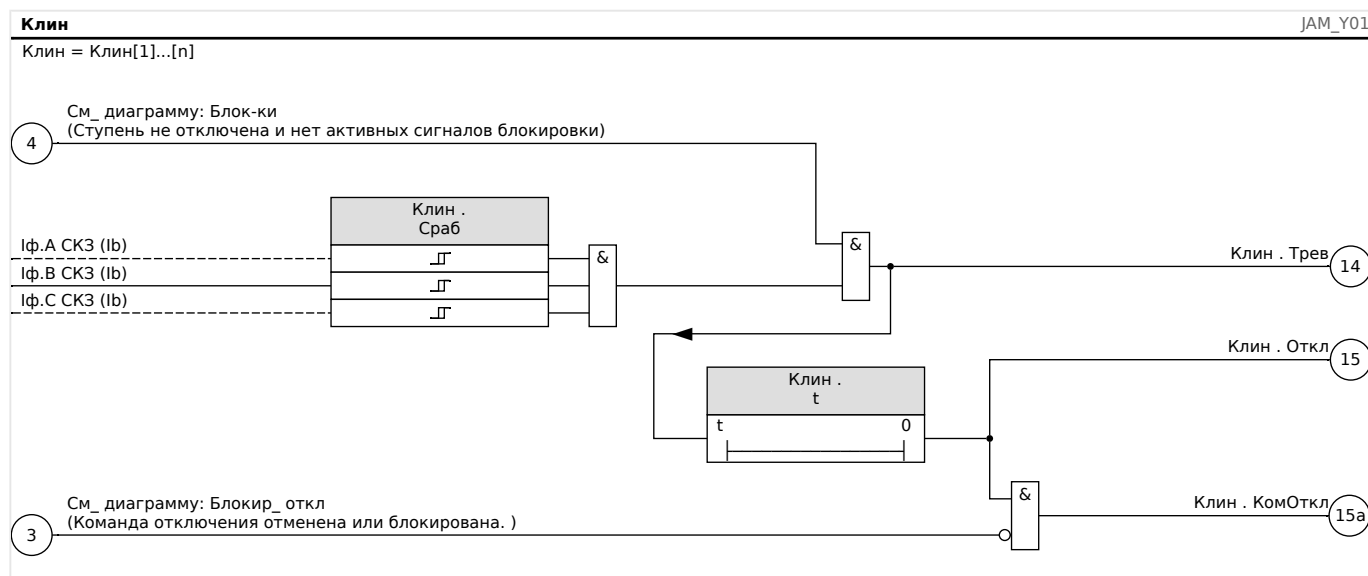 Клин
JAM_Y01
Клин = Клин[1]...[n]
См_ диаграмму: Блок-ки
(Ступень не отключена и нет активных сигналов блокировки)
4
Клин .
Сраб
Iф.A СКЗ (Ib)
Iф.B СКЗ (Ib)
Iф.C СКЗ (Ib)
&
&
Клин . Трев
14
Клин . Откл
15
Клин .
t
t
0
См_ диаграмму: Блокир_ откл
(Команда отключения отменена или блокирована. )
3
&
Клин . КомОткл
15a